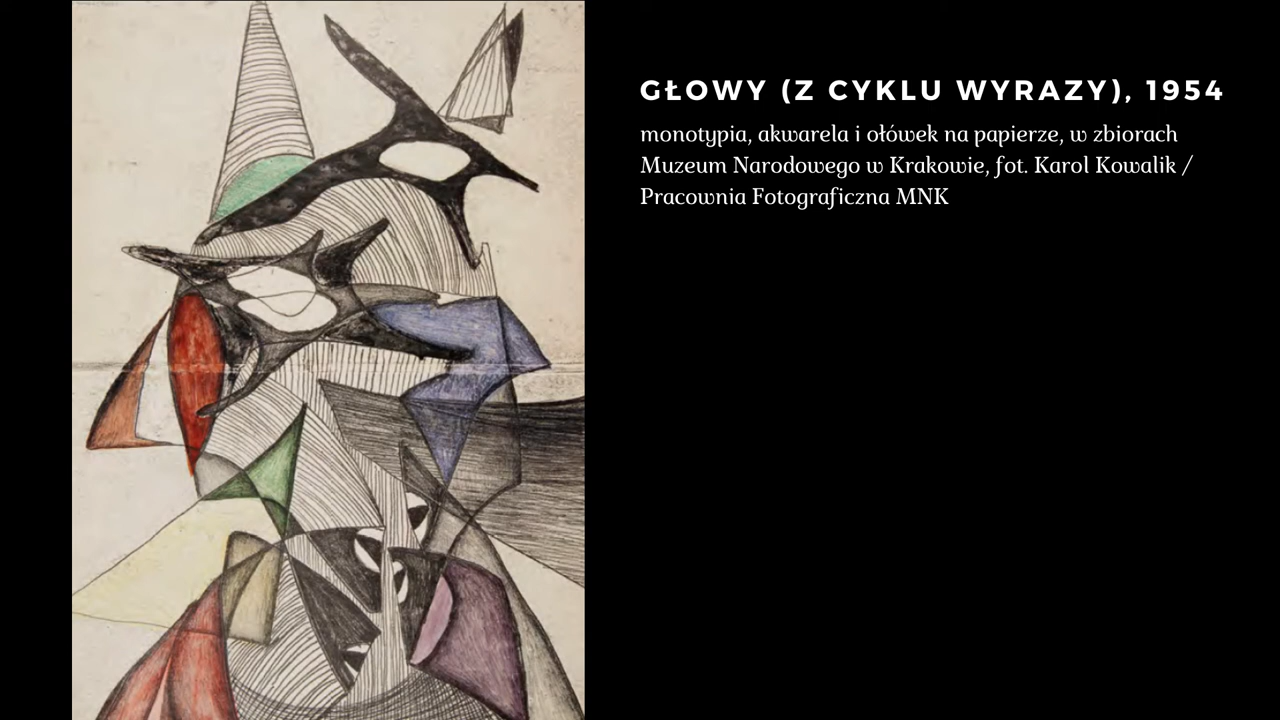 GŁOWY (Z CYKLU WYRAZY), 1954
monotypia, akwarela i ołówek na papierze, w zbiorach
Muzeum Narodowego w Krakowie, fot. Karol Kowalik /
Pracownia Fotograficzna MNK